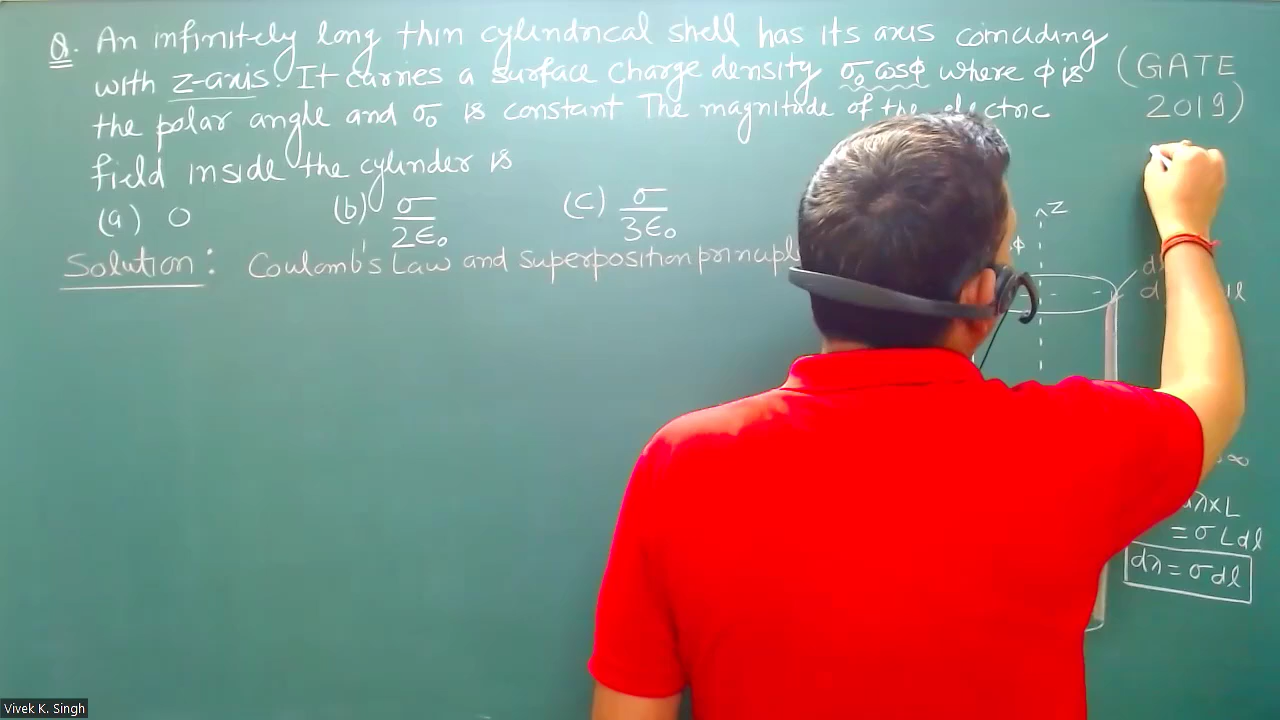 Q. An infinitely long thin cylindrical shell has its axis coinciding
with z-axis. It carries a surface charge density σ₀ cosϕ where ϕ is
the polar angle and σ₀ is constant The magnitude of the electric
field inside the cylinder is
(GATE
2019)
(a) 0 (b) σ/2ε₀ (c) σ/3ε₀
Solution: Coulomb's Law and superposition principle
z
ϕ
∞
dλ×L
= σ L dl
dλ = σ dl
Vivek K. Singh